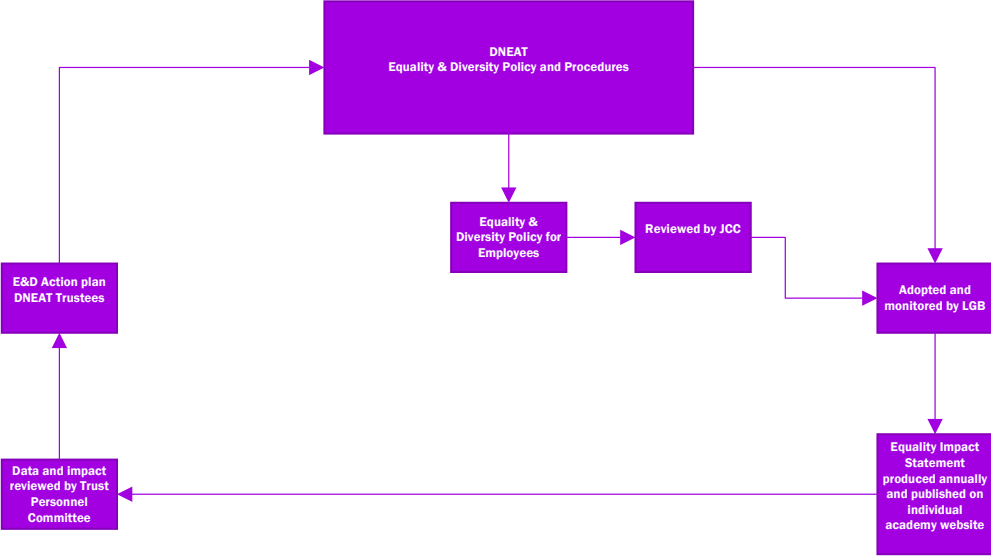 DNEAT
Equality & Diversity Policy and Procedures
Equality &
Diversity Policy for
Employees
Reviewed by JCC
E&D Action plan
DNEAT Trustees
Adopted and
monitored by LGB
Equality Impact
Statement
produced annually
and published on
individual
academy website
Data and impact
reviewed by Trust
Personnel
Committee